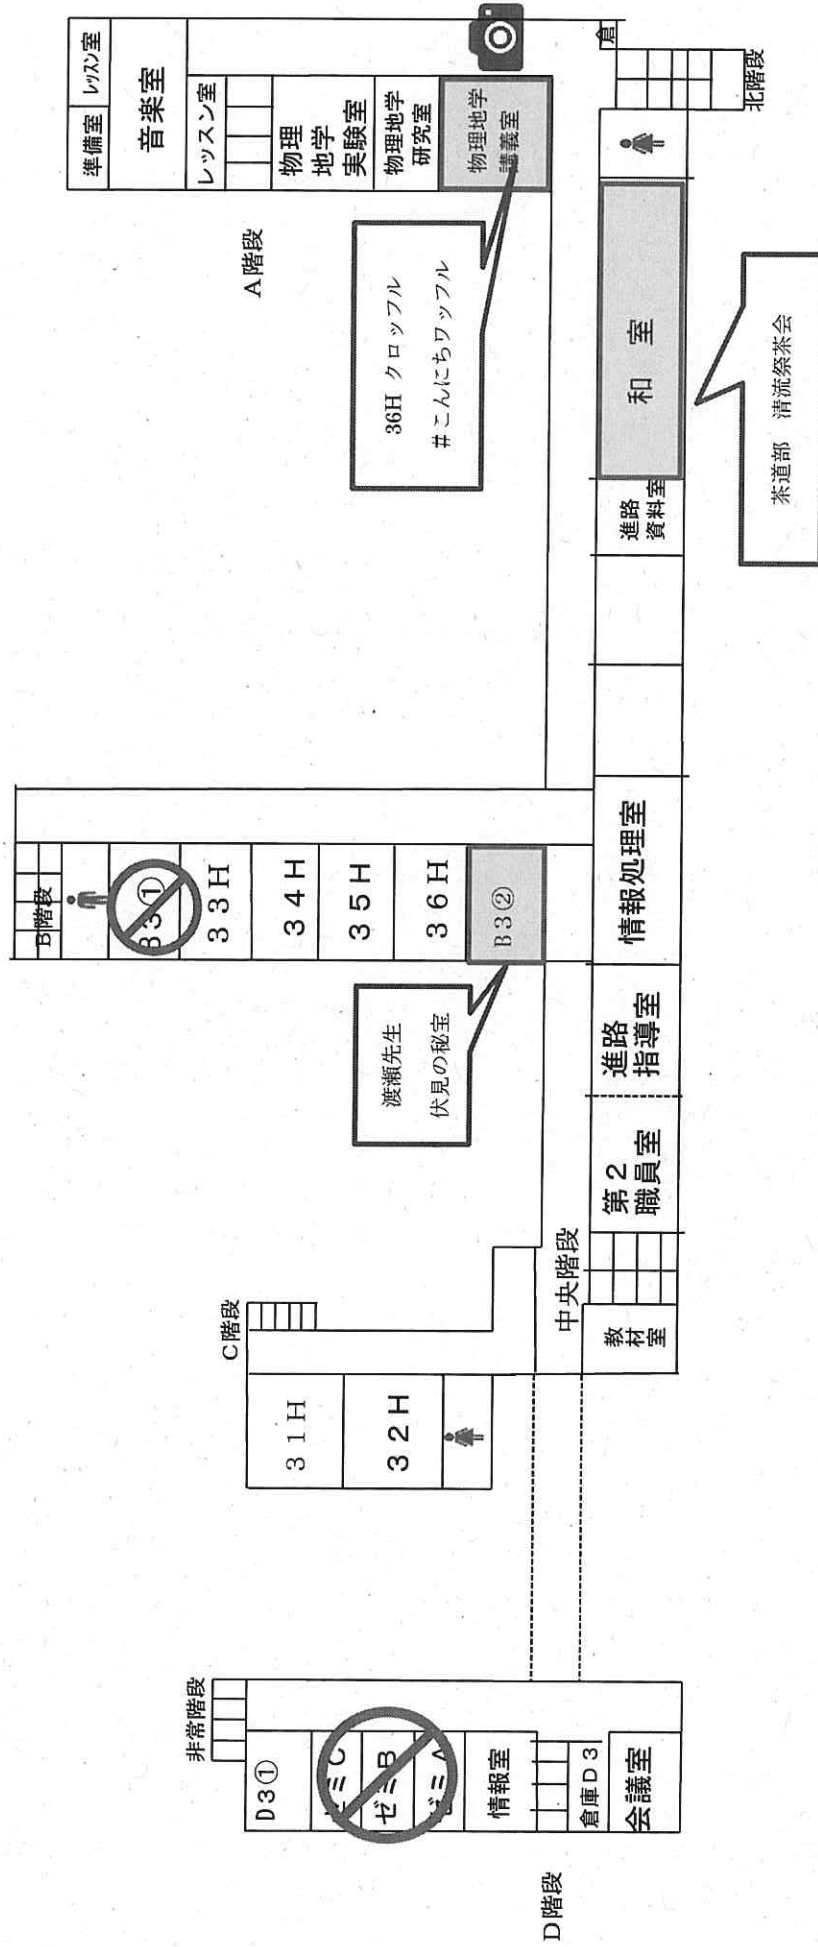 非常階段
D3①
ゼミC
ゼミB
ゼミA
情報室
倉庫D3
会議室
D階段
C階段
31H
32H
中央階段
教材室
第2
職員室
進路
指導室
情報処理室
B階段
B3①
33H
34H
35H
36H
B3②
渡瀬先生
伏見の秘宝
準備室
レッスン室
音楽室
レッスン室
A階段
物理
地学
実験室
物理地学
研究室
物理地学
講義室
36H クロッフル
#こんにちワッフル
倉
北階段
和室
進路
資料室
茶道部 清流祭茶会